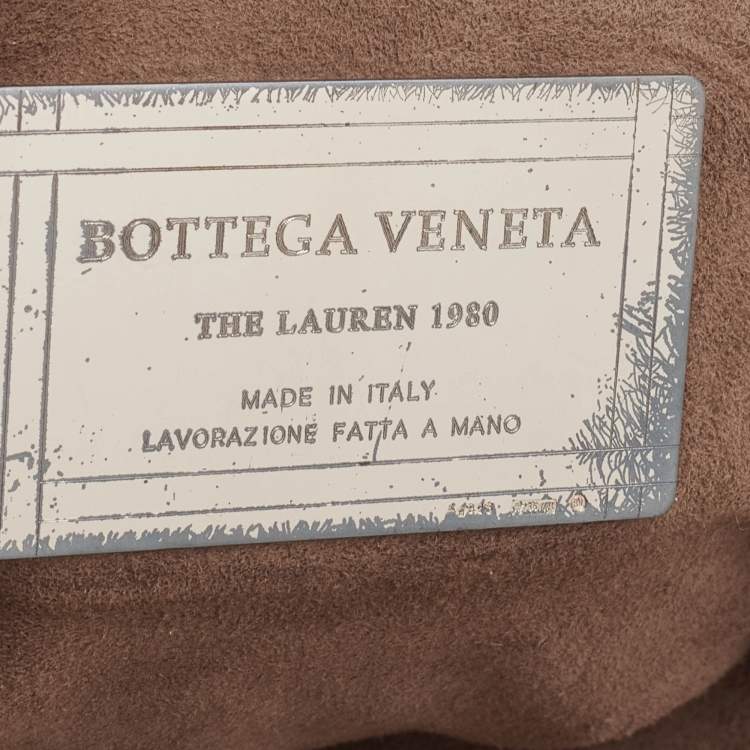 BOTTEGA VENETA
THE LAUREN 1980
MADE IN ITALY
LAVORAZIONE FATTA A MANO